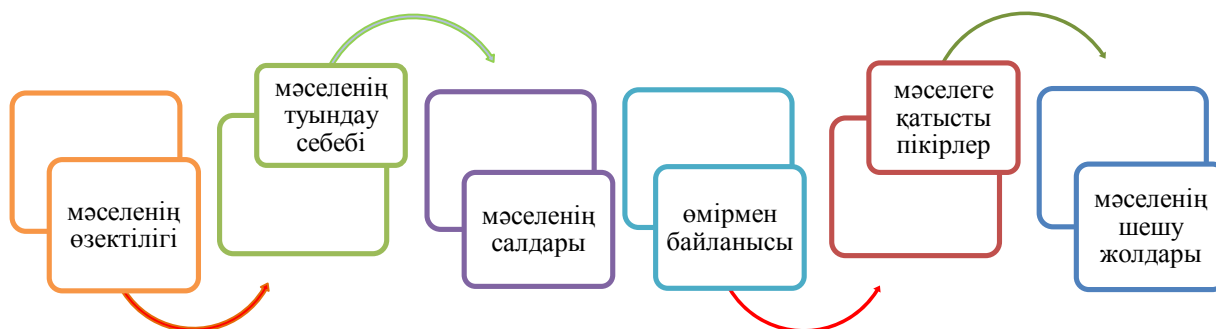 мәселенің
өзектілігі
мәселенің
туындау
себебі
мәселенің
салдары
өмірмен
байланысы
мәселеге
қатысты
пікірлер
мәселенің
шешу
жолдары